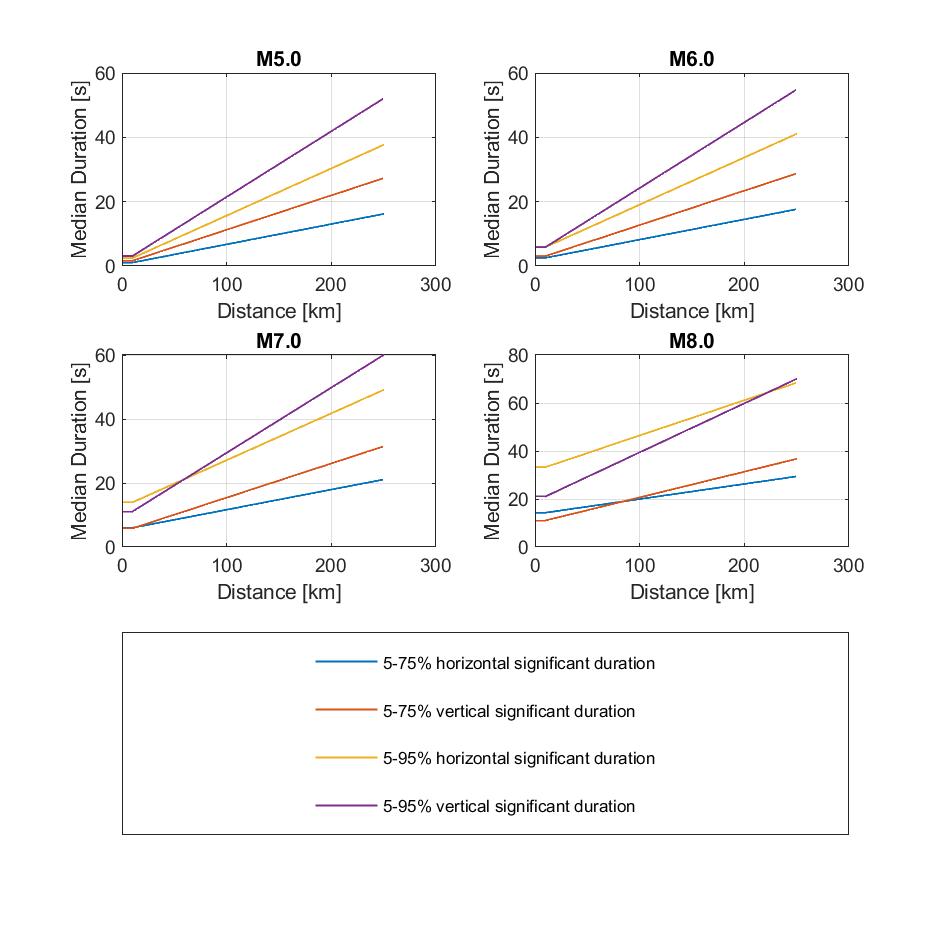 M5.0
M6.0
60
40
20
0
Median Duration [s]
0 100 200 300
Distance [km]
60
40
20
0
Median Duration [s]
0 100 200 300
Distance [km]
M7.0
M8.0
60
40
20
0
Median Duration [s]
0 100 200 300
Distance [km]
80
60
40
20
0
Median Duration [s]
0 100 200 300
Distance [km]
5-75% horizontal significant duration
5-75% vertical significant duration
5-95% horizontal significant duration
5-95% vertical significant duration